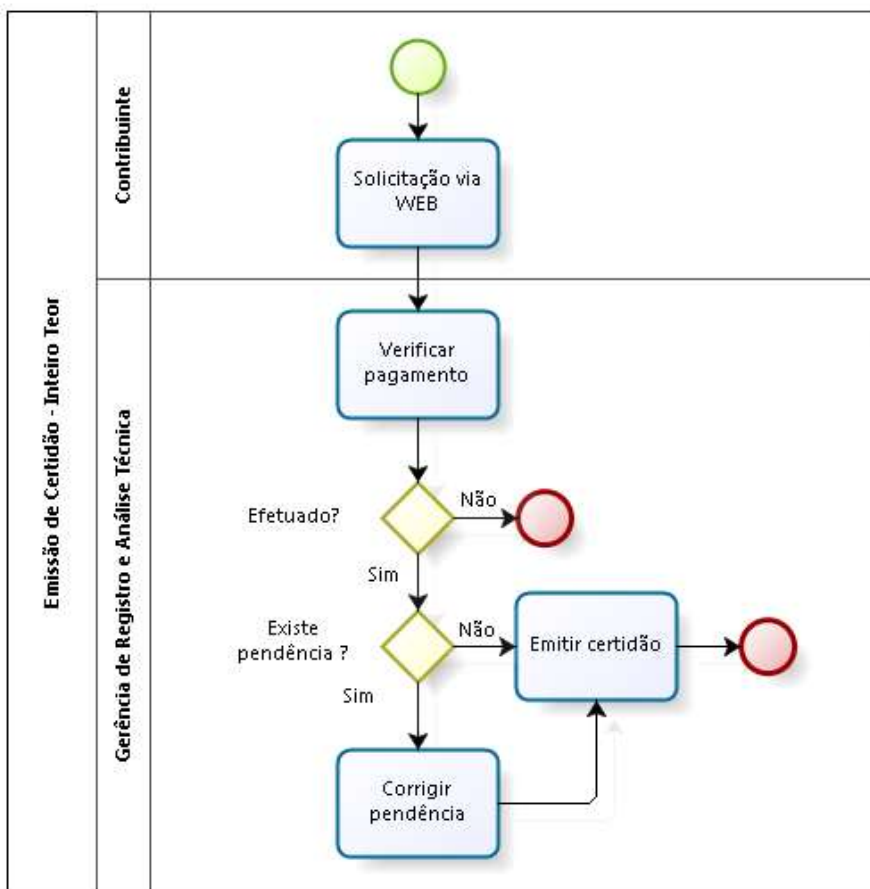 Emissão de Certidão - Inteiro Teor
Contribuinte
Solicitação via
WEB
Gerência de Registro e Análise Técnica
Verificar
pagamento
Efetuado?
Não
Sim
Existe
pendência ?
Não
Emitir certidão
Sim
Corrigir
pendência